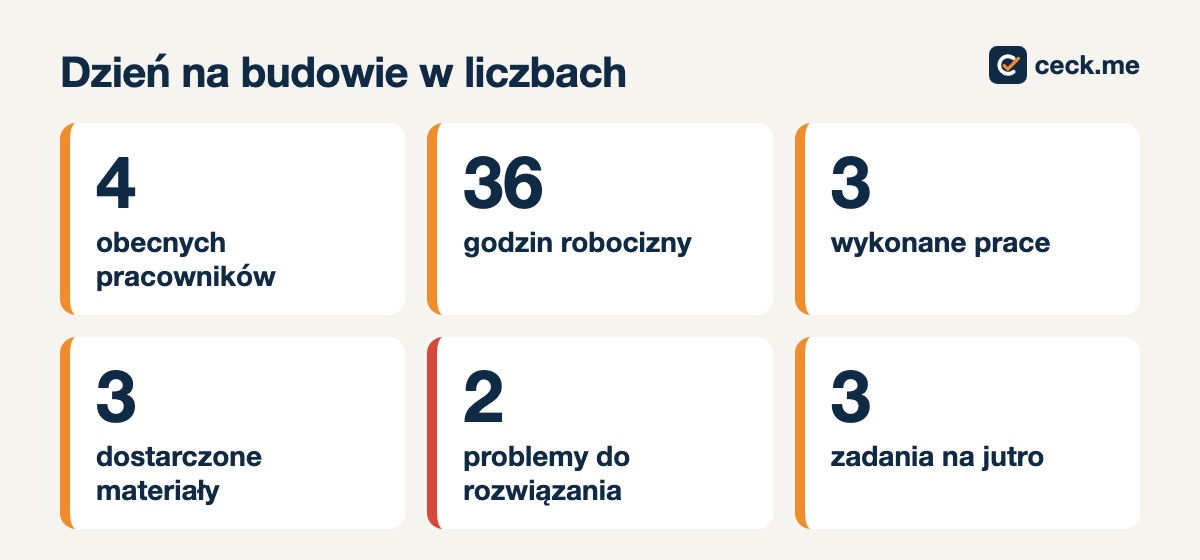 Dzień na budowie w liczbach
ceck.me
4
obecnych
pracowników
36
godzin robocizny
3
wykonane prace
3
dostarczone
materiały
2
problemy do
rozwiązania
3
zadania na jutro